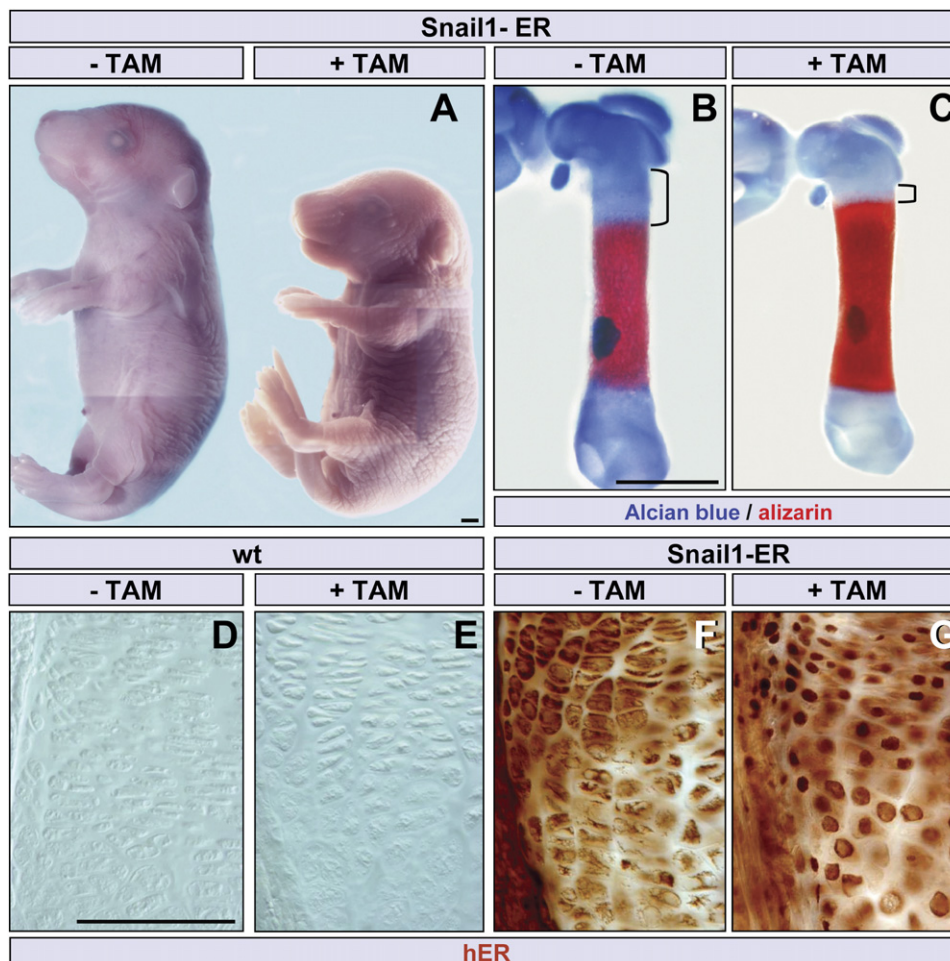 Snail1- ER
- TAM
+ TAM
- TAM
+ TAM
A
B
C
Alcian blue / alizarin
wt
Snail1-ER
- TAM
+ TAM
- TAM
+ TAM
D
E
F
G
hER